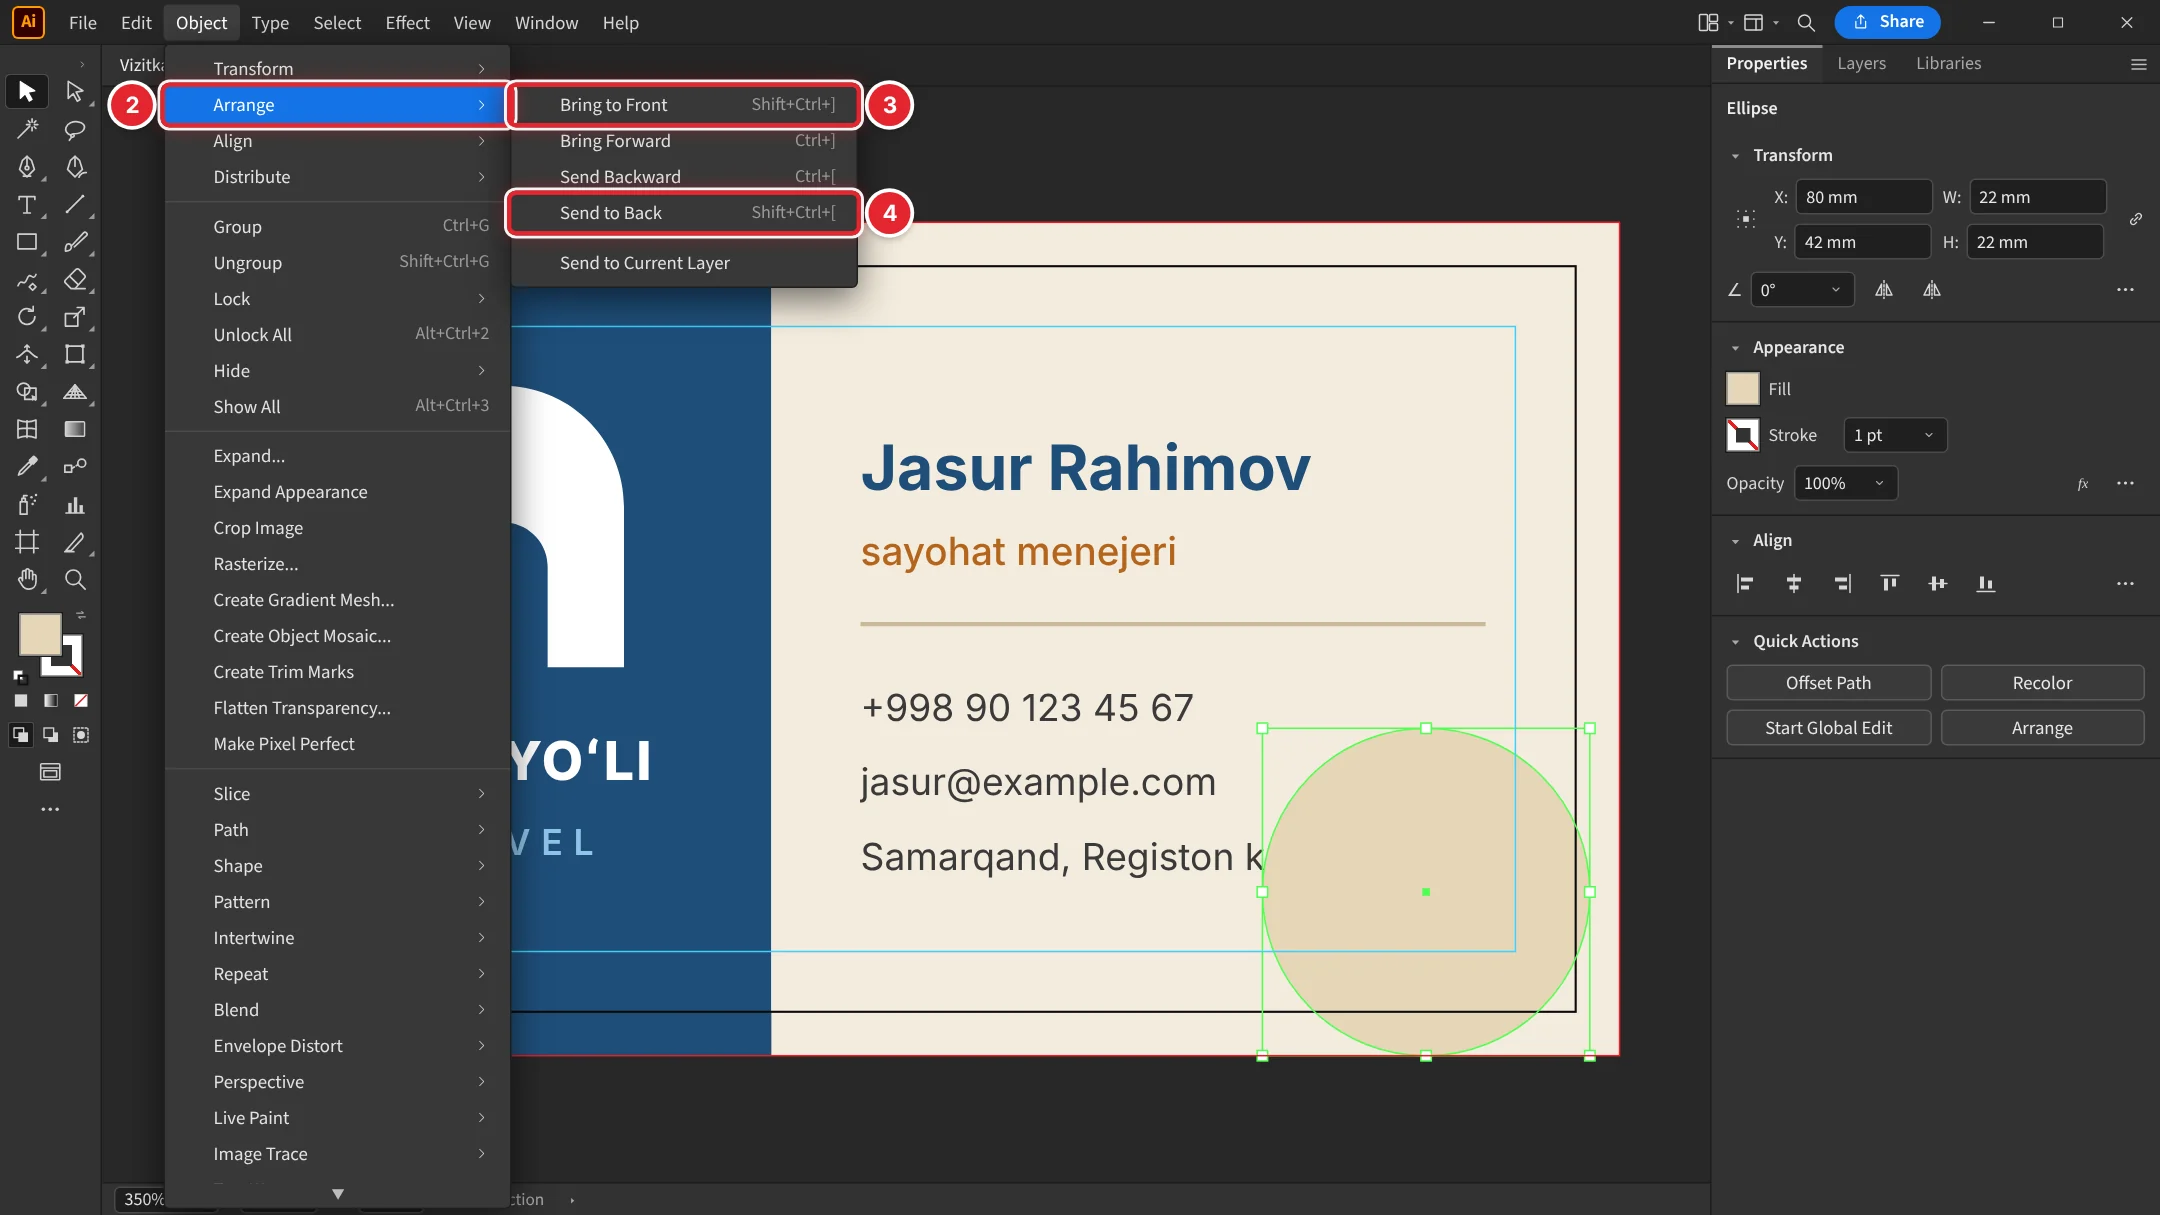 Ai File Edit Object Type Select Effect View Window Help Share
Vizitk
Transform
2 Arrange
Align
Distribute
Group Ctrl+G
Ungroup Shift+Ctrl+G
Lock
Unlock All Alt+Ctrl+2
Hide
Show All Alt+Ctrl+3
Expand...
Expand Appearance
Crop Image
Rasterize...
Create Gradient Mesh...
Create Object Mosaic...
Create Trim Marks
Flatten Transparency...
Make Pixel Perfect
Slice
Path
Shape
Pattern
Intertwine
Repeat
Blend
Envelope Distort
Perspective
Live Paint
Image Trace
Bring to Front Shift+Ctrl+] 3
Bring Forward Ctrl+]
Send Backward Ctrl+[
Send to Back Shift+Ctrl+[ 4
Send to Current Layer
YOʻLI
VEL
Jasur Rahimov
sayohat menejeri
+998 90 123 45 67
jasur@example.com
Samarqand, Registon k
350%
ction
Properties Layers Libraries
Ellipse
Transform
X: 80 mm W: 22 mm
Y: 42 mm H: 22 mm
0°
Appearance
Fill
Stroke 1 pt
Opacity 100% fx
Align
Quick Actions
Offset Path Recolor
Start Global Edit Arrange